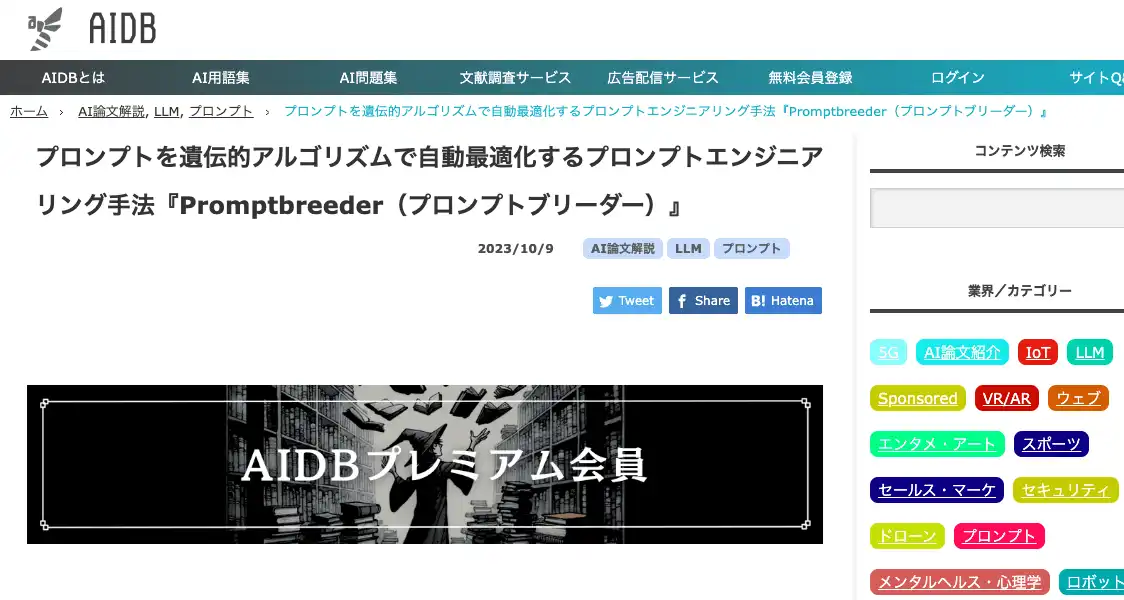 AIDB
AIDBとは AI用語集 AI問題集 文献調査サービス 広告配信サービス 無料会員登録 ログイン サイトQ&
ホーム › AI論文解説, LLM, プロンプト › プロンプトを遺伝的アルゴリズムで自動最適化するプロンプトエンジニアリング手法『Promptbreeder（プロンプトブリーダー）』
プロンプトを遺伝的アルゴリズムで自動最適化するプロンプトエンジニア
リング手法『Promptbreeder（プロンプトブリーダー）』
2023/10/9 AI論文解説 LLM プロンプト
Tweet Share B! Hatena
AIDBプレミアム会員
コンテンツ検索
業界／カテゴリー
5G AI論文紹介 IoT LLM
Sponsored VR/AR ウェブ
エンタメ・アート スポーツ
セールス・マーケ セキュリティ
ドローン プロンプト
メンタルヘルス・心理学 ロボット